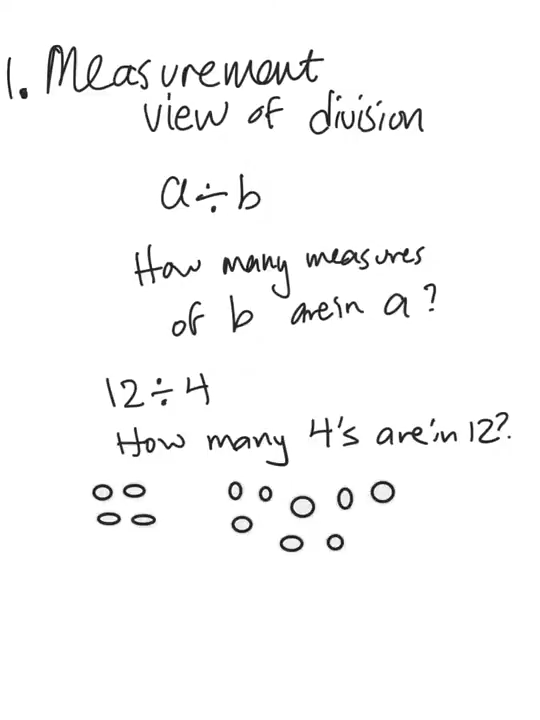 1. Measurement
view of division
a÷b
How many measures
of b are in a?
12÷4
How many 4's are in 12?